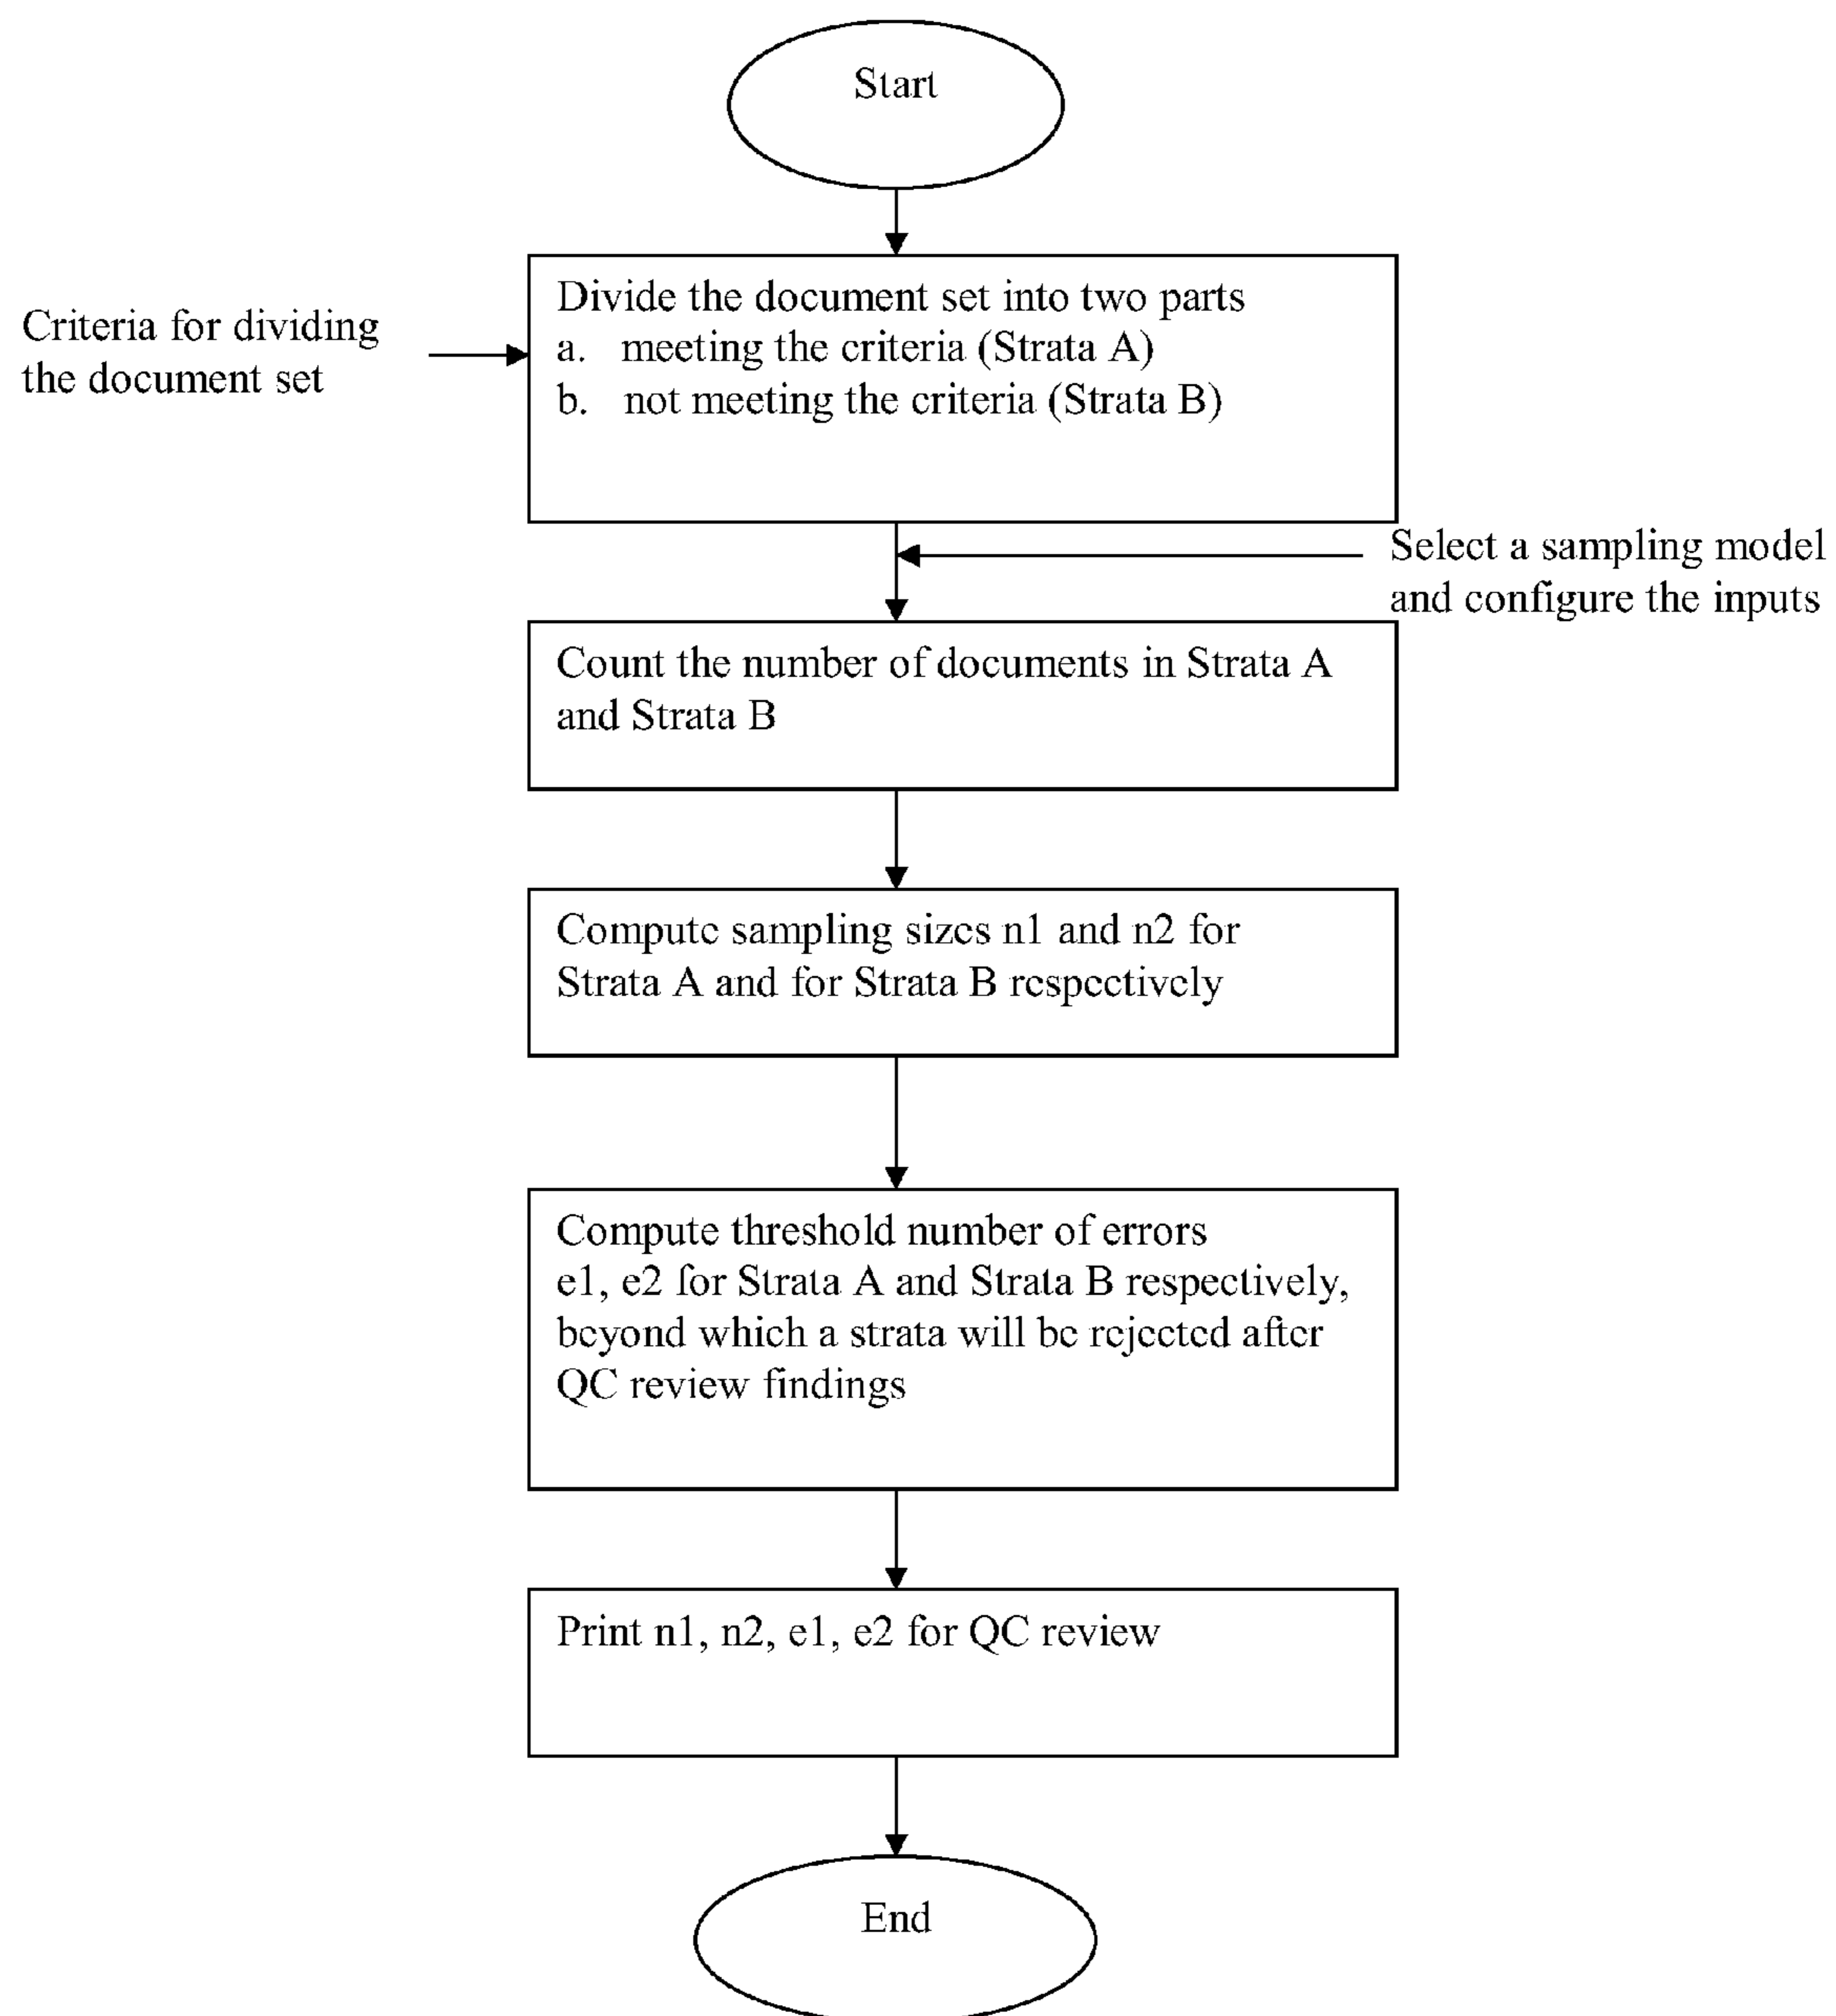 Start
Criteria for dividing
the document set
Divide the document set into two parts
a. meeting the criteria (Strata A)
b. not meeting the criteria (Strata B)
Select a sampling model
and configure the inputs
Count the number of documents in Strata A
and Strata B
Compute sampling sizes n1 and n2 for
Strata A and for Strata B respectively
Compute threshold number of errors
e1, e2 for Strata A and Strata B respectively,
beyond which a strata will be rejected after
QC review findings
Print n1, n2, e1, e2 for QC review
End